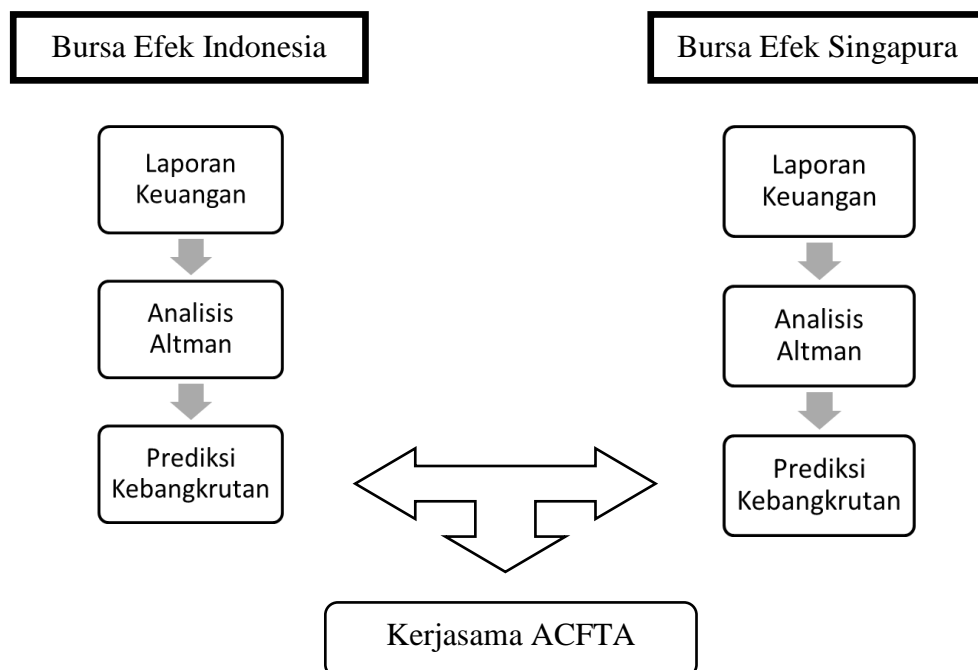 Bursa Efek Indonesia
Bursa Efek Singapura
Laporan
Keuangan
Analisis
Altman
Prediksi
Kebangkrutan
Laporan
Keuangan
Analisis
Altman
Prediksi
Kebangkrutan
Kerjasama ACFTA